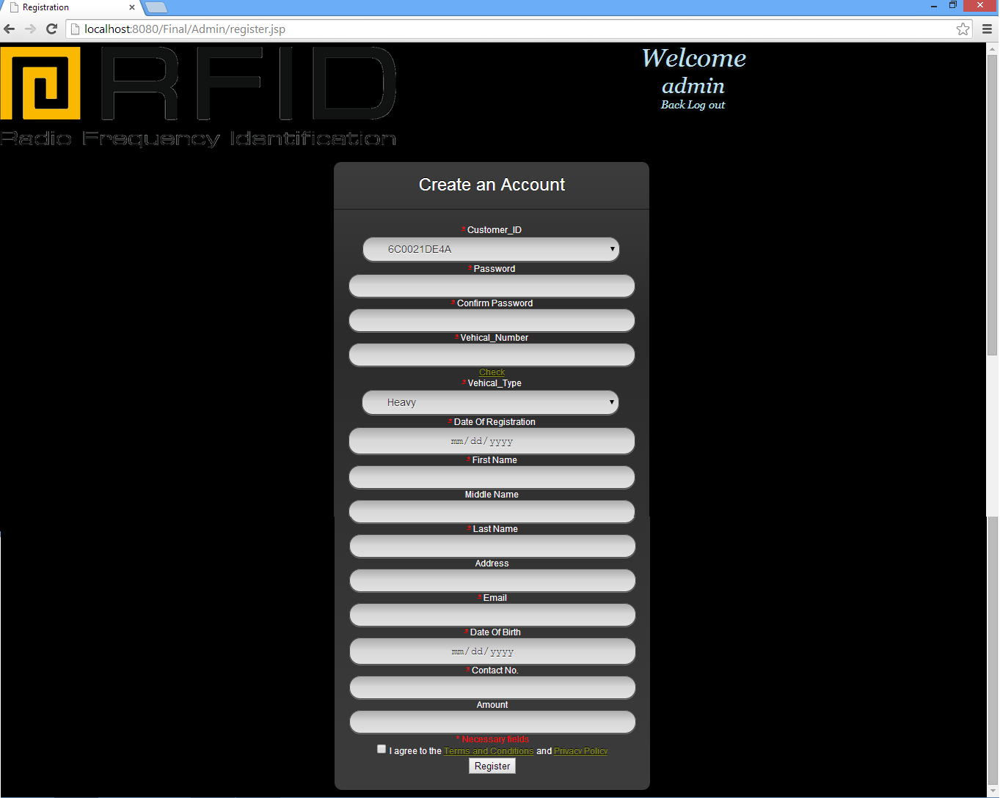 Registration
localhost:8080/Final/Admin/register.jsp
RFID
Radio Frequency Identification
Welcome
admin
Back Log out
Create an Account
* Customer_ID
6C0021DE4A
* Password
* Confirm Password
* Vehical_Number
Check
* Vehical_Type
Heavy
* Date Of Registration
mm/dd/yyyy
* First Name
Middle Name
* Last Name
Address
* Email
* Date Of Birth
mm/dd/yyyy
* Contact No.
Amount
* Necessary fields
I agree to the Terms and Conditions and Privacy Policy
Register